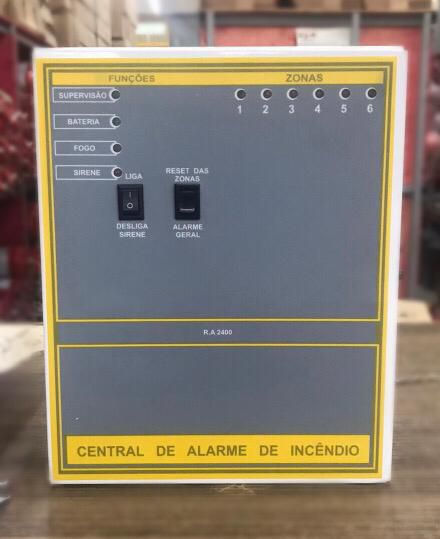 FUNÇÕES ZONAS
SUPERVISÃO
1 2 3 4 5 6
BATERIA
FOGO
SIRENE
LIGA
DESLIGA
SIRENE
RESET DAS
ZONAS
ALARME
GERAL
R.A 2400
CENTRAL DE ALARME DE INCÊNDIO